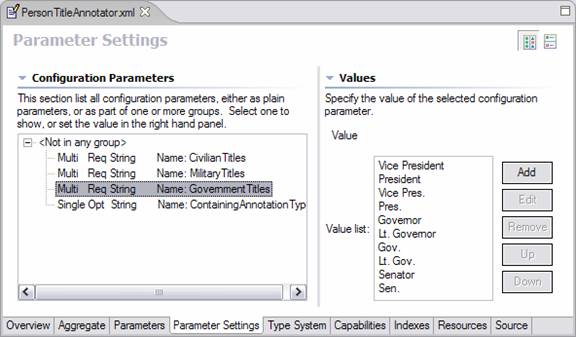 PersonTitleAnnotator.xml
Parameter Settings
Configuration Parameters
This section list all configuration parameters, either as plain
parameters, or as part of one or more groups. Select one to
show, or set the value in the right hand panel.
<Not in any group>
Multi Req String Name: CivilianTitles
Multi Req String Name: MilitaryTitles
Multi Req String Name: GovernmentTitles
Single Opt String Name: ContainingAnnotationTyp
Values
Specify the value of the selected configuration
parameter.
Value
Value list:
Vice President
President
Vice Pres.
Pres.
Governor
Lt. Governor
Gov.
Lt. Gov.
Senator
Sen.
Add
Edit
Remove
Up
Down
Overview Aggregate Parameters Parameter Settings Type System Capabilities Indexes Resources Source